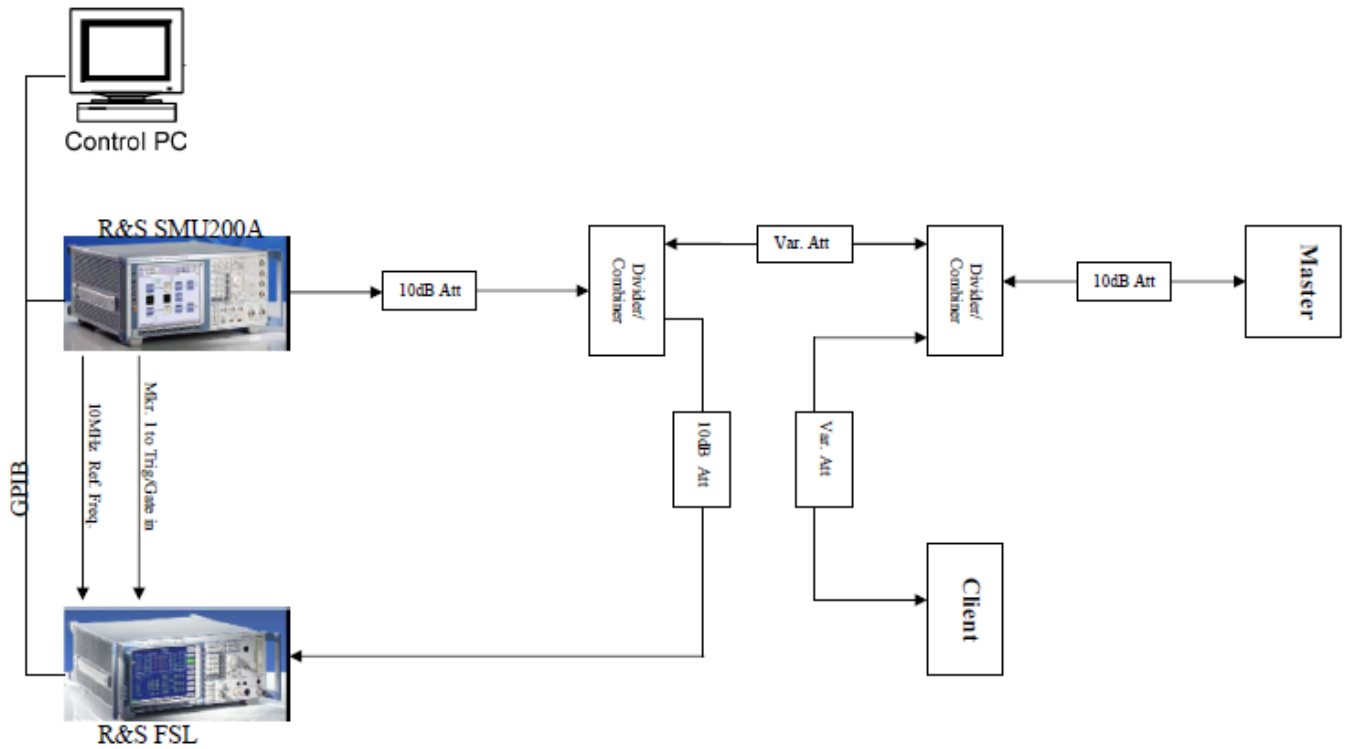 Control PC
R&S SMU200A
10dB Att
Divider/
Combiner
Var. Att
Divider/
Combiner
10dB Att
Master
10MHz Ref. Freq.
Mkr. 1 to Trig/Gate in
GPIB
10dB Att
Var. Att
Client
R&S FSL